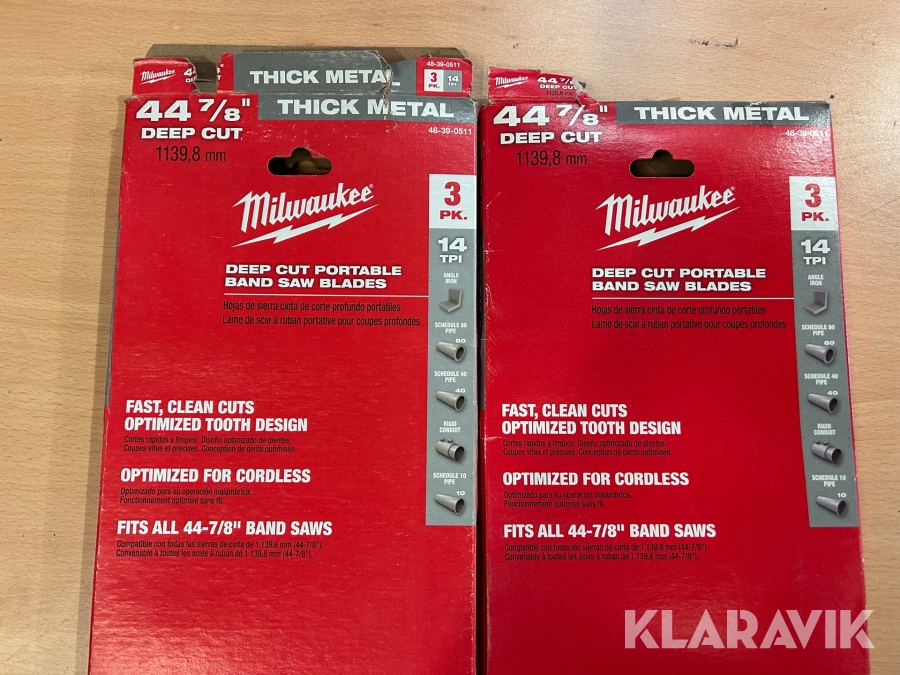 Milwaukee
44
THICK METAL
48-39-0511
3
PK.
14
TPI
44 7/8"
DEEP CUT
1139,8 mm
THICK METAL
48-39-0511
Milwaukee
3
PK.
14
TPI
DEEP CUT PORTABLE
BAND SAW BLADES
Hojas de sierra cinta de corte profundo portátiles
Lame de scie à ruban portative pour coupes profondes
ANGLE
IRON
SCHEDULE 80
PIPE
80
SCHEDULE 40
PIPE
40
RIGID
CONDUIT
SCHEDULE 10
PIPE
10
FAST, CLEAN CUTS
OPTIMIZED TOOTH DESIGN
Cortes rápidos y limpios. Diseño optimizado de dientes.
Coupes vites et précises. Conception de dents optimisée.
OPTIMIZED FOR CORDLESS
Optimizado para su operación inalámbrica.
Fonctionnement optimisé sans fil.
FITS ALL 44-7/8" BAND SAWS
Compatible con todas las sierras de cinta de 1.139,8 mm (44-7/8").
Convenable à toutes les scies à ruban de 1 139,8 mm (44-7/8").
Milwaukee
44 7/8"
DEEP CUT
1139,8 mm
44 7/8"
DEEP CUT
1139,8 mm
THICK METAL
48-39-0511
Milwaukee
3
PK.
14
TPI
DEEP CUT PORTABLE
BAND SAW BLADES
Hojas de sierra cinta de corte profundo portátiles
Lame de scie à ruban portative pour coupes profondes
ANGLE
IRON
SCHEDULE 80
PIPE
80
SCHEDULE 40
PIPE
40
RIGID
CONDUIT
SCHEDULE 10
PIPE
10
FAST, CLEAN CUTS
OPTIMIZED TOOTH DESIGN
Cortes rápidos y limpios. Diseño optimizado de dientes.
Coupes vites et précises. Conception de dents optimisée.
OPTIMIZED FOR CORDLESS
Optimizado para su operación inalámbrica.
Fonctionnement optimisé sans fil.
FITS ALL 44-7/8" BAND SAWS
Compatible con todas las sierras de cinta de 1.139,8 mm (44-7/8").
Convenable à toutes les scies à ruban de 1 139,8 mm (44-7/8").
KLARAVIK